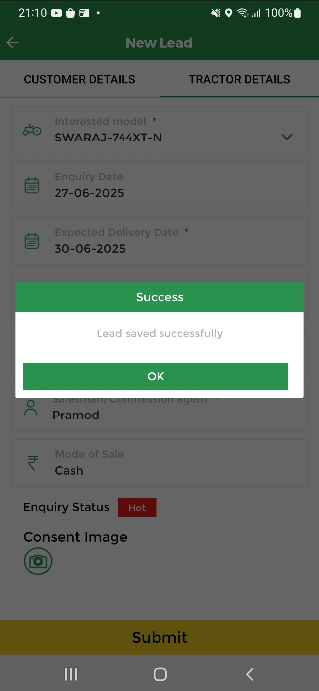 21:10
100%
New Lead
CUSTOMER DETAILS
TRACTOR DETAILS
Interested model *
SWARAJ-744XT-N
Enquiry Date
27-06-2025
Expected Delivery Date *
30-06-2025
Success
Lead saved successfully
OK
Salesman/Commission agent *
Pramod
Mode of Sale
Cash
Enquiry Status Hot
Consent Image
Submit